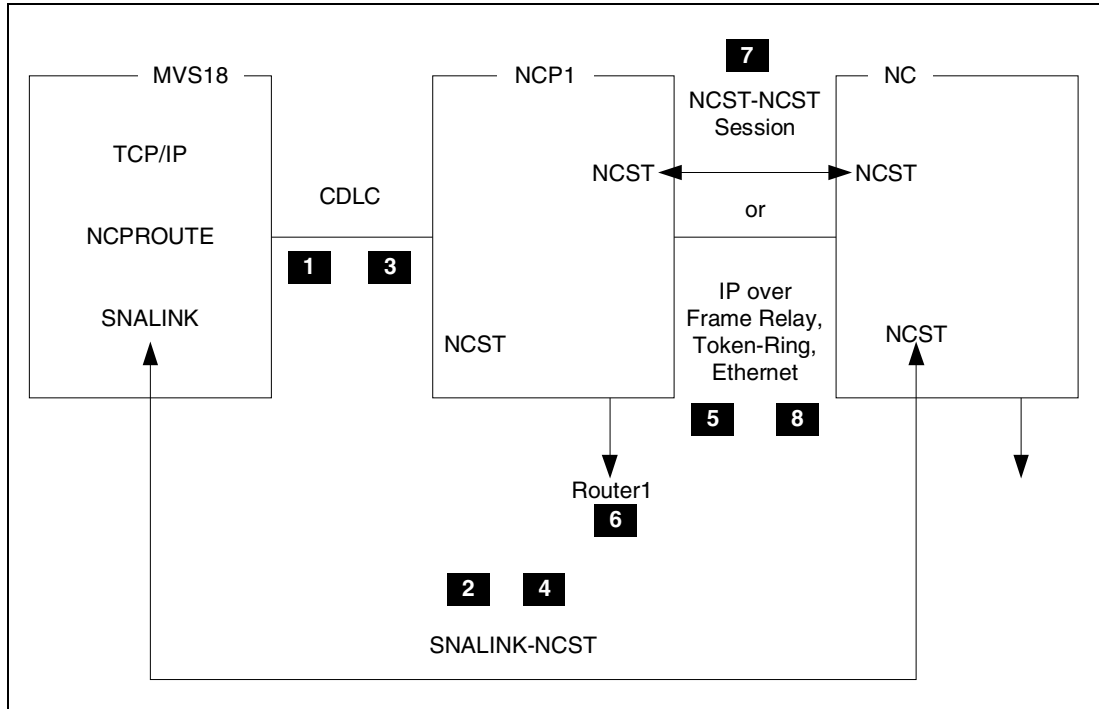 MVS18
TCP/IP
NCPROUTE
SNALINK
CDLC
1 3
NCP1
NCST
NCST
7
NCST-NCST
Session
or
IP over
Frame Relay,
Token-Ring,
Ethernet
5 8
NC
NCST
NCST
Router1
6
2 4
SNALINK-NCST